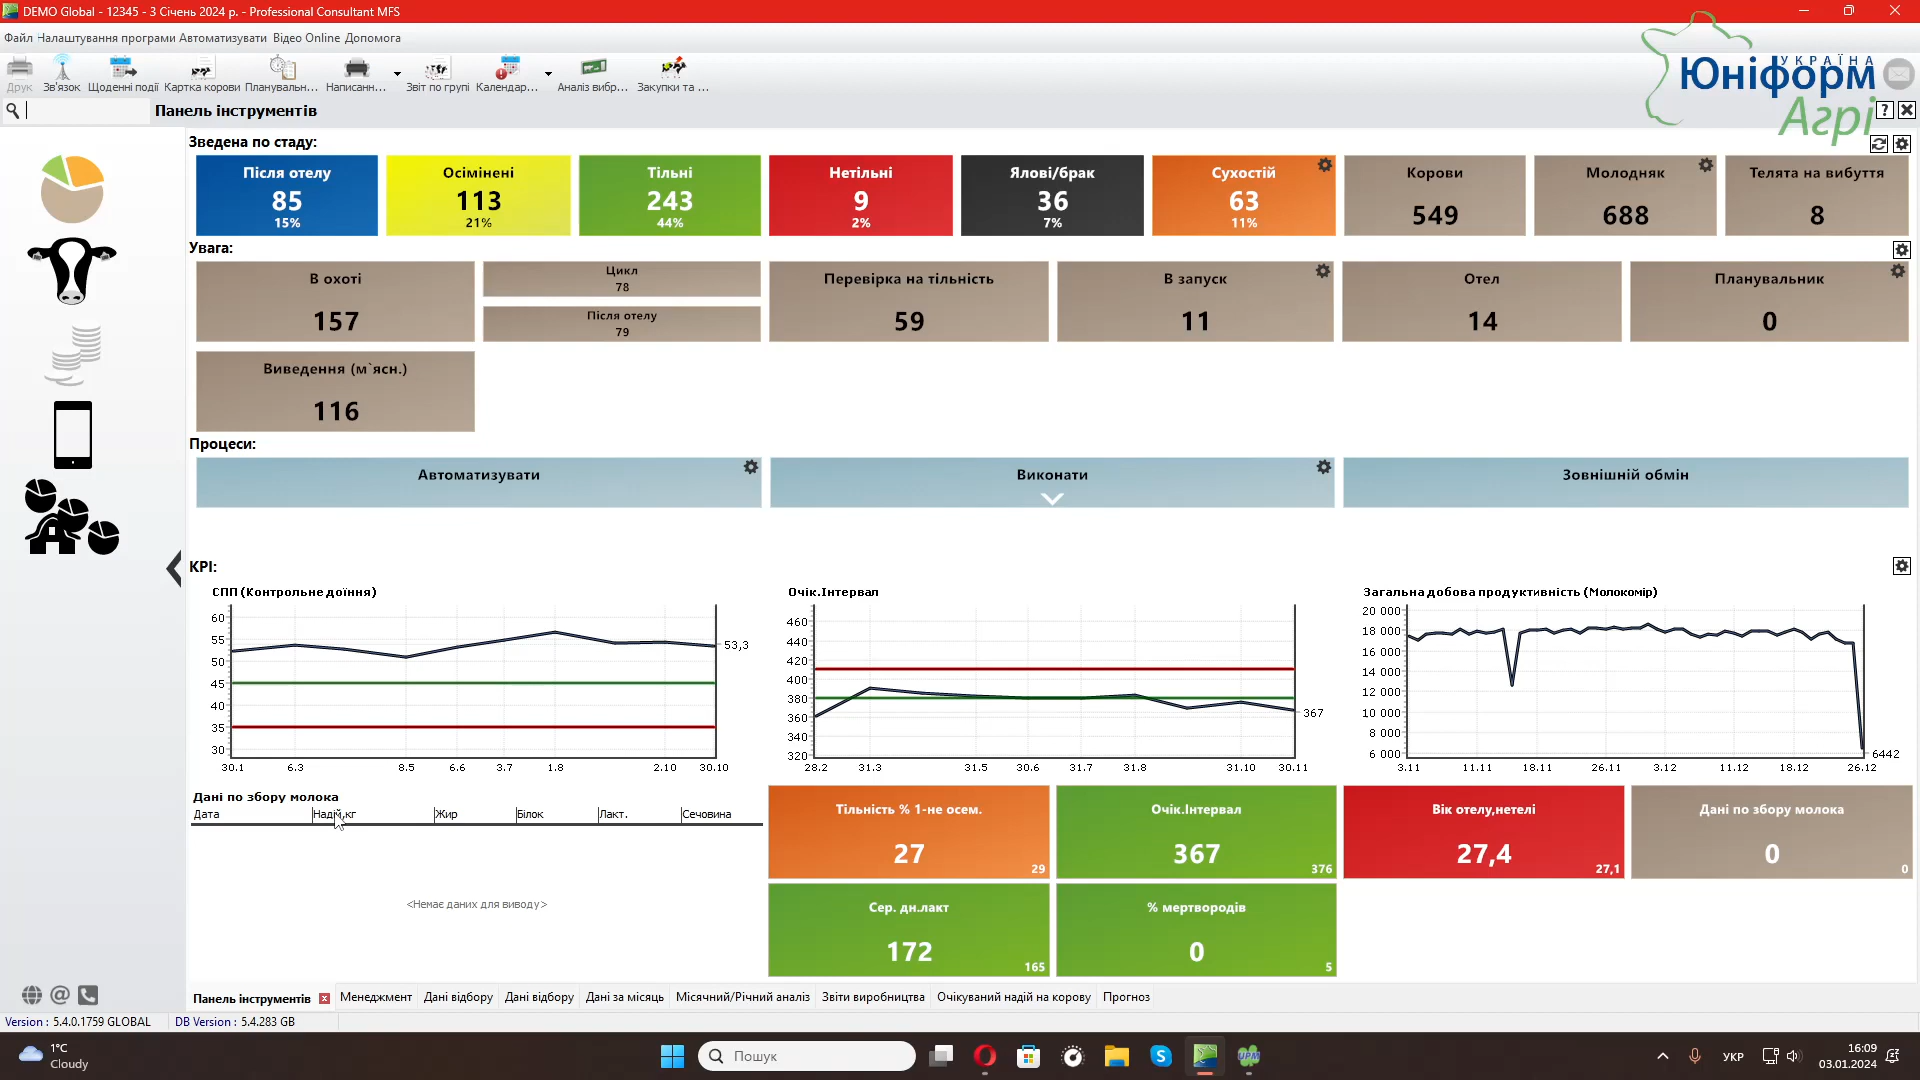 DEMO Global - 12345 - 3 Січень 2024 р. - Professional Consultant MFS
Файл Налаштування програми Автоматизувати Відео Online Допомога
Друк Зв'язок Щоденні події Картка корови Планувальн... Написанн... Звіт по групі Календар... Аналіз вибр... Закупки та ...
УКРАЇНА
Юніформ
Агрі
Панель інструментів
Зведена по стаду:
Після отелу
85
15%
Осімінені
113
21%
Тільні
243
44%
Нетільні
9
2%
Ялові/брак
36
7%
Сухостій
63
11%
Корови
549
Молодняк
688
Телята на вибуття
8
Увага:
В охоті
157
Цикл
78
Після отелу
79
Перевірка на тільність
59
В запуск
11
Отел
14
Планувальник
0
Виведення (м`ясн.)
116
Процеси:
Автоматизувати
Виконати
Зовнішній обмін
KPI:
СПП (Контрольне доїння)
60
55
50
45
40
35
30
53,3
30.1 6.3 8.5 6.6 3.7 1.8 2.10 30.10
Очік.Інтервал
460
440
420
400
380
360
340
320
367
28.2 31.3 31.5 30.6 31.7 31.8 31.10 30.11
Загальна добова продуктивність (Молокомір)
20 000
18 000
16 000
14 000
12 000
10 000
8 000
6 000
6442
3.11 11.11 18.11 26.11 3.12 11.12 18.12 26.12
Дані по збору молока
Дата Надій,кг Жир Білок Лакт. Сечовина
<Немає даних для виводу>
Тільність % 1-не осем.
27
29
Очік.Інтервал
367
376
Вік отелу,нетелі
27,4
27,1
Дані по збору молока
0
0
Сер. дн.лакт
172
165
% мертвородів
0
5
Панель інструментів Менеджмент Дані відбору Дані відбору Дані за місяць Місячний/Річний аналіз Звіти виробництва Очікуваний надій на корову Прогноз
Version : 5.4.0.1759 GLOBAL DB Version : 5.4.283 GB
1°C
Cloudy
Пошук
UPM
УКР
16:09
03.01.2024